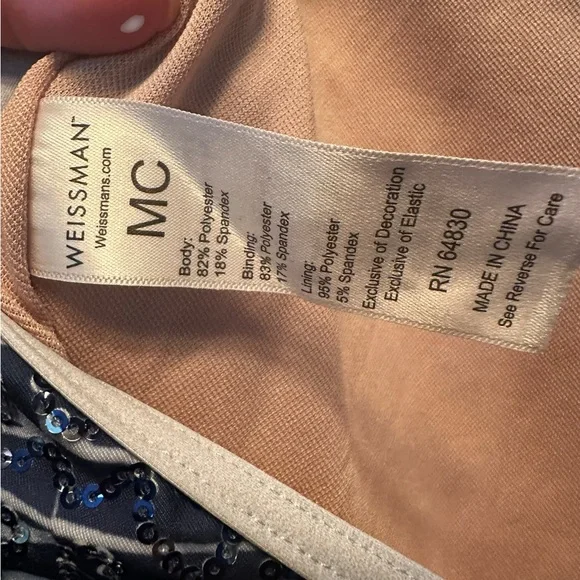 WEISSMAN™
Weissmans.com
MC
Body:
82% Polyester
18% Spandex
Binding:
83% Polyester
17% Spandex
Lining:
95% Polyester
5% Spandex
Exclusive of Decoration
Exclusive of Elastic
RN 64830
MADE IN CHINA
See Reverse For Care